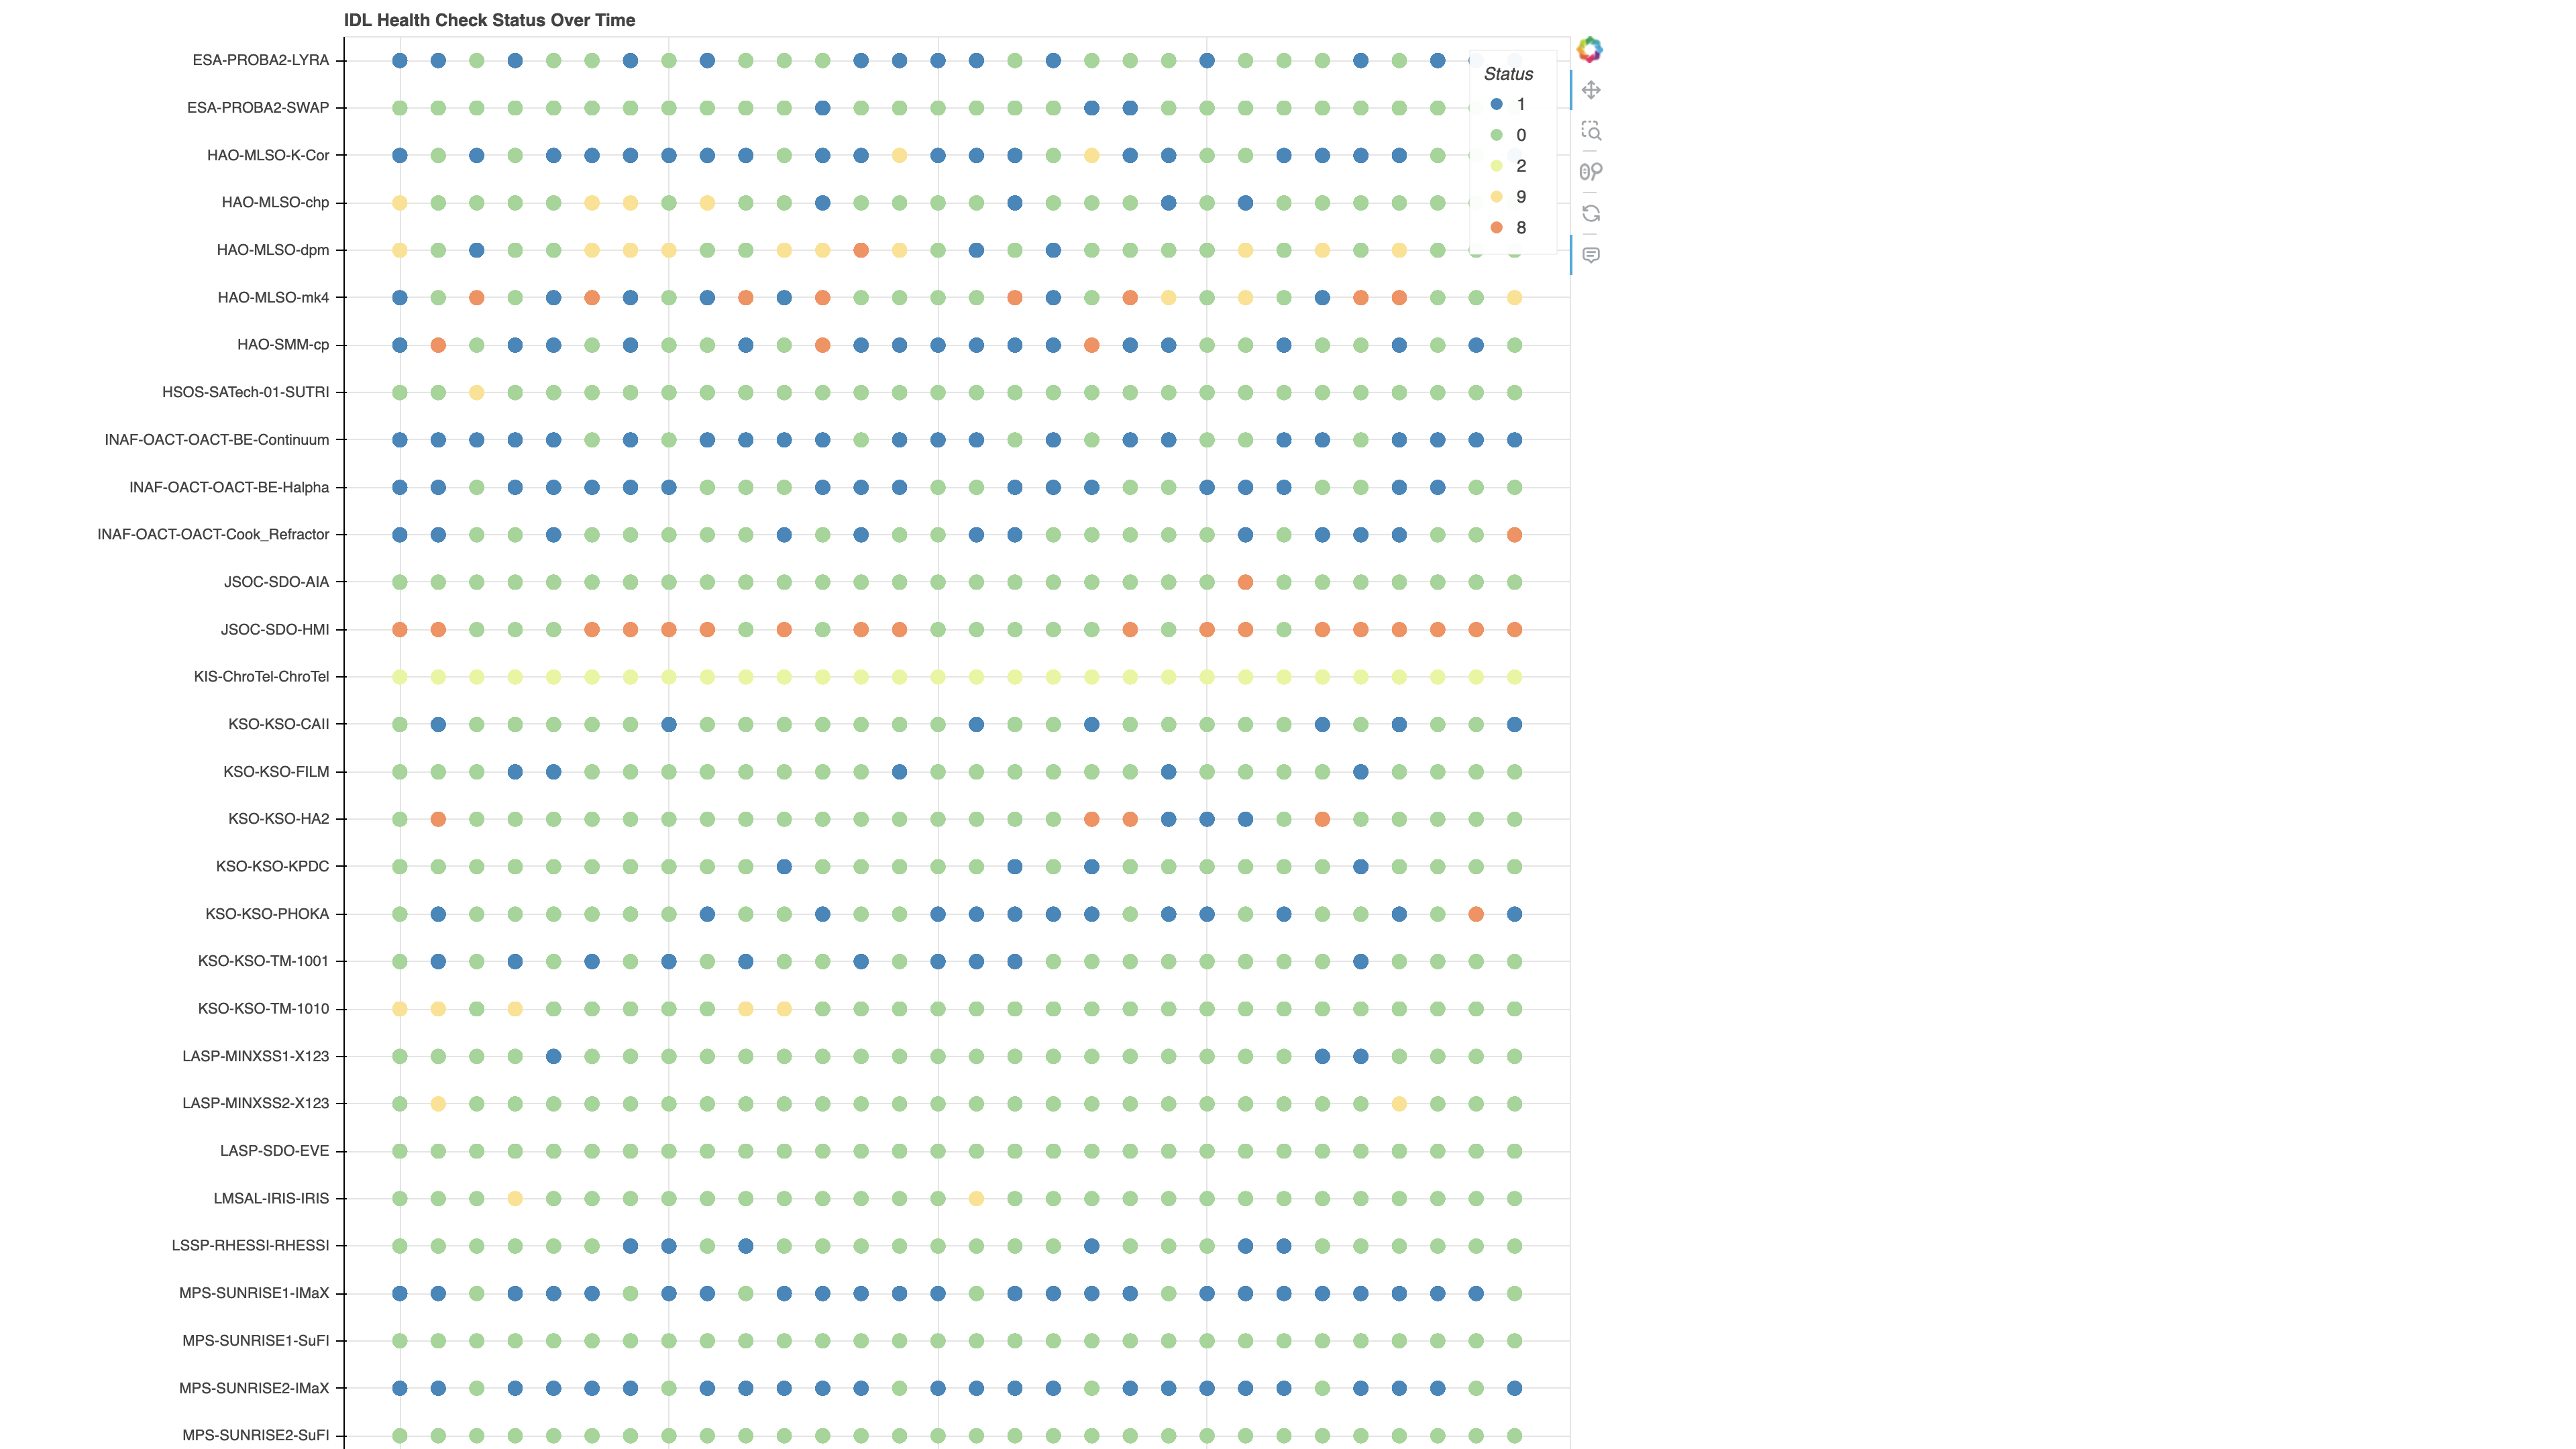 IDL Health Check Status Over Time
ESA-PROBA2-LYRA
ESA-PROBA2-SWAP
HAO-MLSO-K-Cor
HAO-MLSO-chp
HAO-MLSO-dpm
HAO-MLSO-mk4
HAO-SMM-cp
HSOS-SATech-01-SUTRI
INAF-OACT-OACT-BE-Continuum
INAF-OACT-OACT-BE-Halpha
INAF-OACT-OACT-Cook_Refractor
JSOC-SDO-AIA
JSOC-SDO-HMI
KIS-ChroTel-ChroTel
KSO-KSO-CAII
KSO-KSO-FILM
KSO-KSO-HA2
KSO-KSO-KPDC
KSO-KSO-PHOKA
KSO-KSO-TM-1001
KSO-KSO-TM-1010
LASP-MINXSS1-X123
LASP-MINXSS2-X123
LASP-SDO-EVE
LMSAL-IRIS-IRIS
LSSP-RHESSI-RHESSI
MPS-SUNRISE1-IMaX
MPS-SUNRISE1-SuFI
MPS-SUNRISE2-IMaX
MPS-SUNRISE2-SuFI
Status
1
0
2
9
8